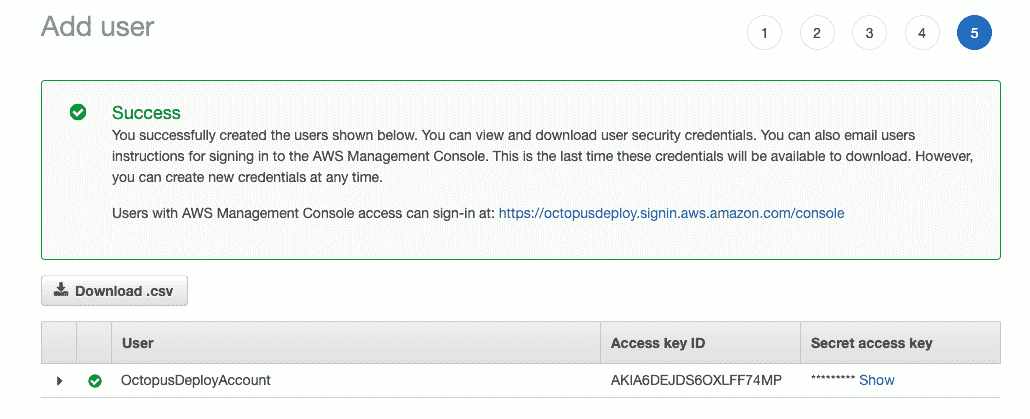 Add user
1 2 3 4 5
Success
You successfully created the users shown below. You can view and download user security credentials. You can also email users
instructions for signing in to the AWS Management Console. This is the last time these credentials will be available to download. However,
you can create new credentials at any time.
Users with AWS Management Console access can sign-in at: https://octopusdeploy.signin.aws.amazon.com/console
Download .csv
User Access key ID Secret access key
OctopusDeployAccount AKIA6DEJDS6OXLFF74MP ********* Show